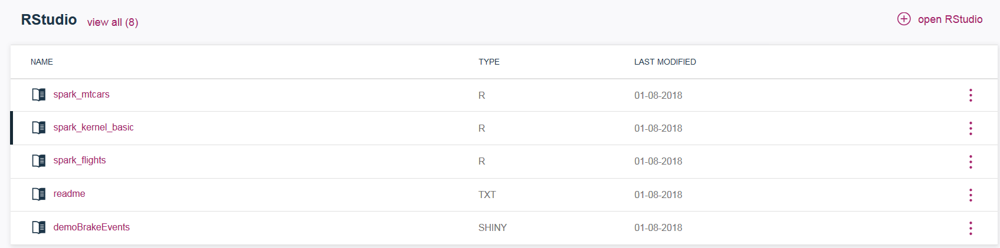 RStudio view all (8) open RStudio
NAME TYPE LAST MODIFIED
spark_mtcars R 01-08-2018
spark_kernel_basic R 01-08-2018
spark_flights R 01-08-2018
readme TXT 01-08-2018
demoBrakeEvents SHINY 01-08-2018